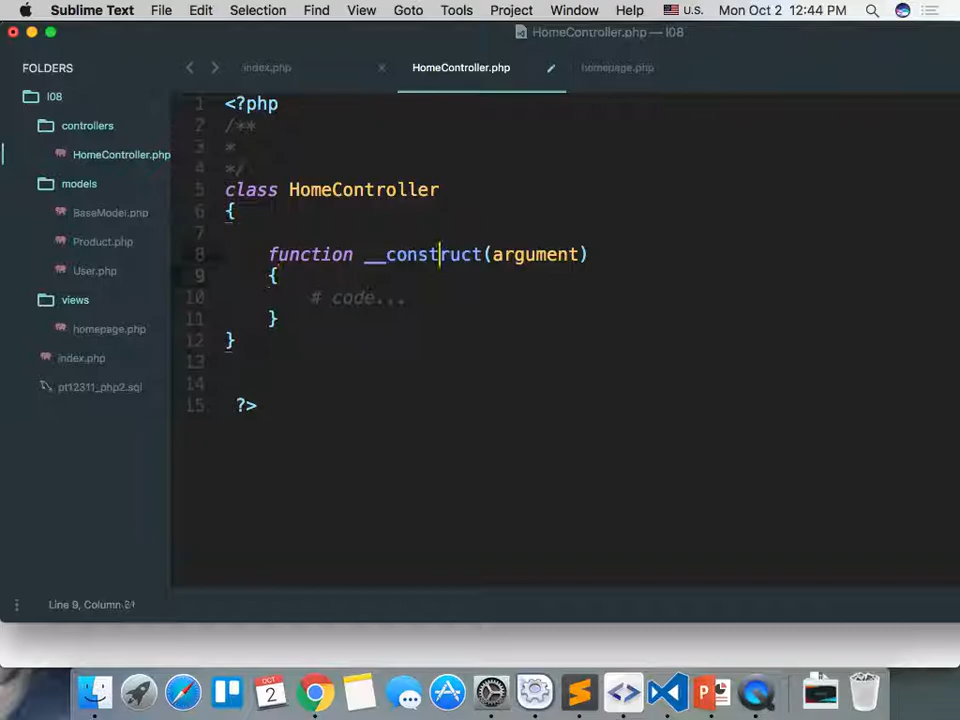 Sublime Text File Edit Selection Find View Goto Tools Project Window Help U.S. Mon Oct 2 12:44 PM
HomeController.php — l08
FOLDERS
l08
controllers
HomeController.php
models
BaseModel.php
Product.php
User.php
views
homepage.php
index.php
pt12311_php2.sql
index.php HomeController.php homepage.php
1 <?php
2 /**
3 *
4 */
5 class HomeController
6 {
7
8 function __construct(argument)
9 {
10 # code...
11 }
12 }
13
14
15 ?>
Line 9, Column
OCT
2
P